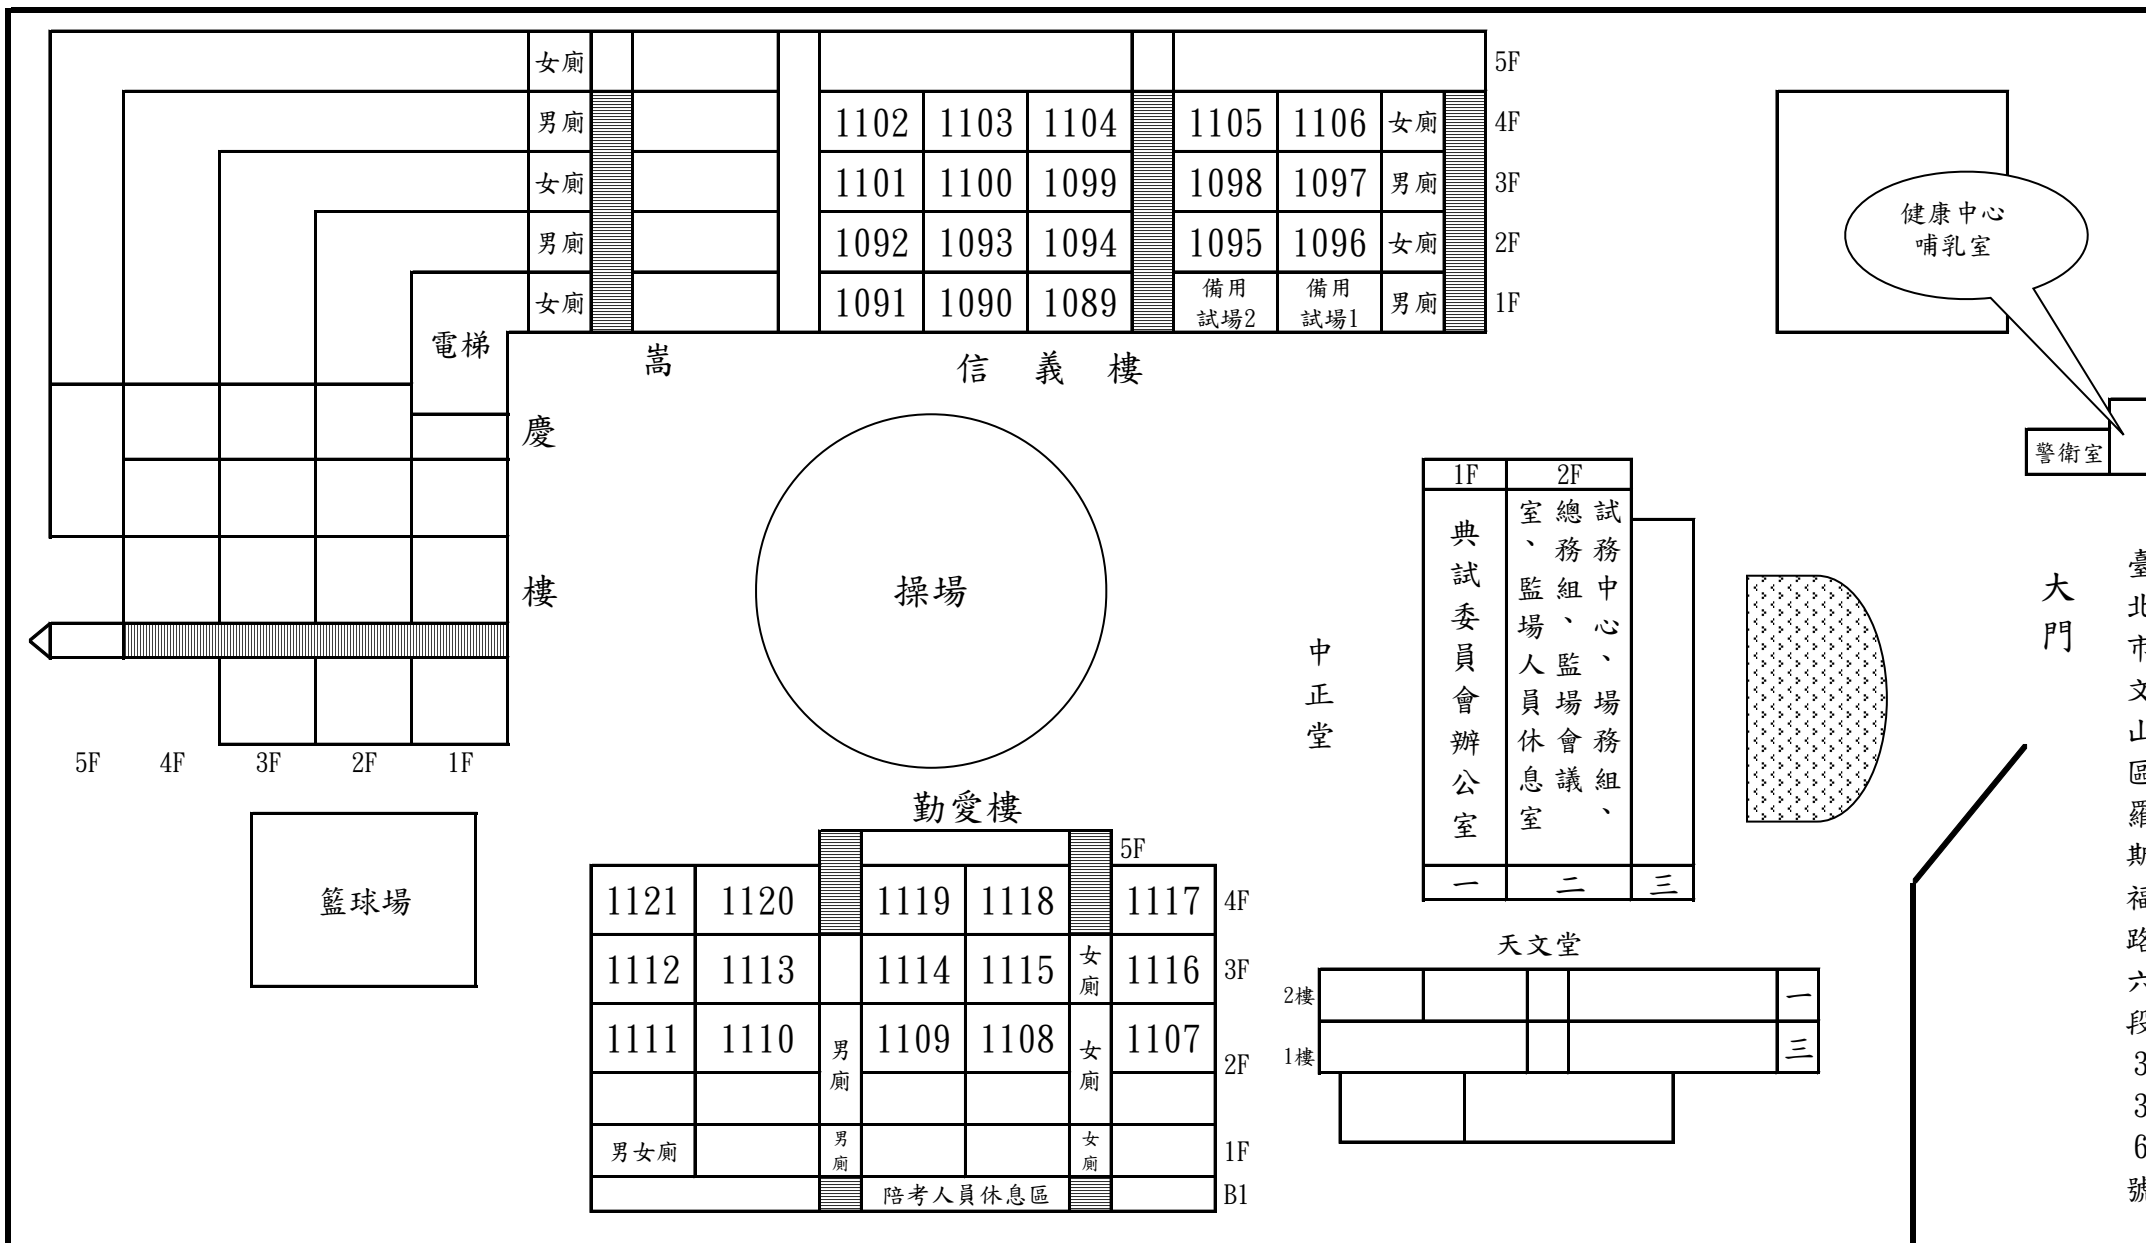 女廁 5F
男廁 1102 1103 1104 1105 1106 女廁 4F
女廁 1101 1100 1099 1098 1097 男廁 3F
男廁 1092 1093 1094 1095 1096 女廁 2F
女廁 1091 1090 1089 備用試場2 備用試場1 男廁 1F
電梯
嵩慶樓
信義樓
健康中心
哺乳室
警衛室
操場
中正堂
1F 2F
典試委員會辦公室
試務中心、場務組、
總務組、監場會議
室、監場人員休息室
一 二 三
大門
臺北市文山區羅斯福路六段336號
5F 4F 3F 2F 1F
籃球場
勤愛樓
5F
1121 1120 1119 1118 1117 4F
1112 1113 1114 1115 女廁 1116 3F
1111 1110 男廁 1109 1108 女廁 1107 2F
男女廁 男廁 女廁 1F
陪考人員休息區 B1
天文堂
2樓 一
1樓 三